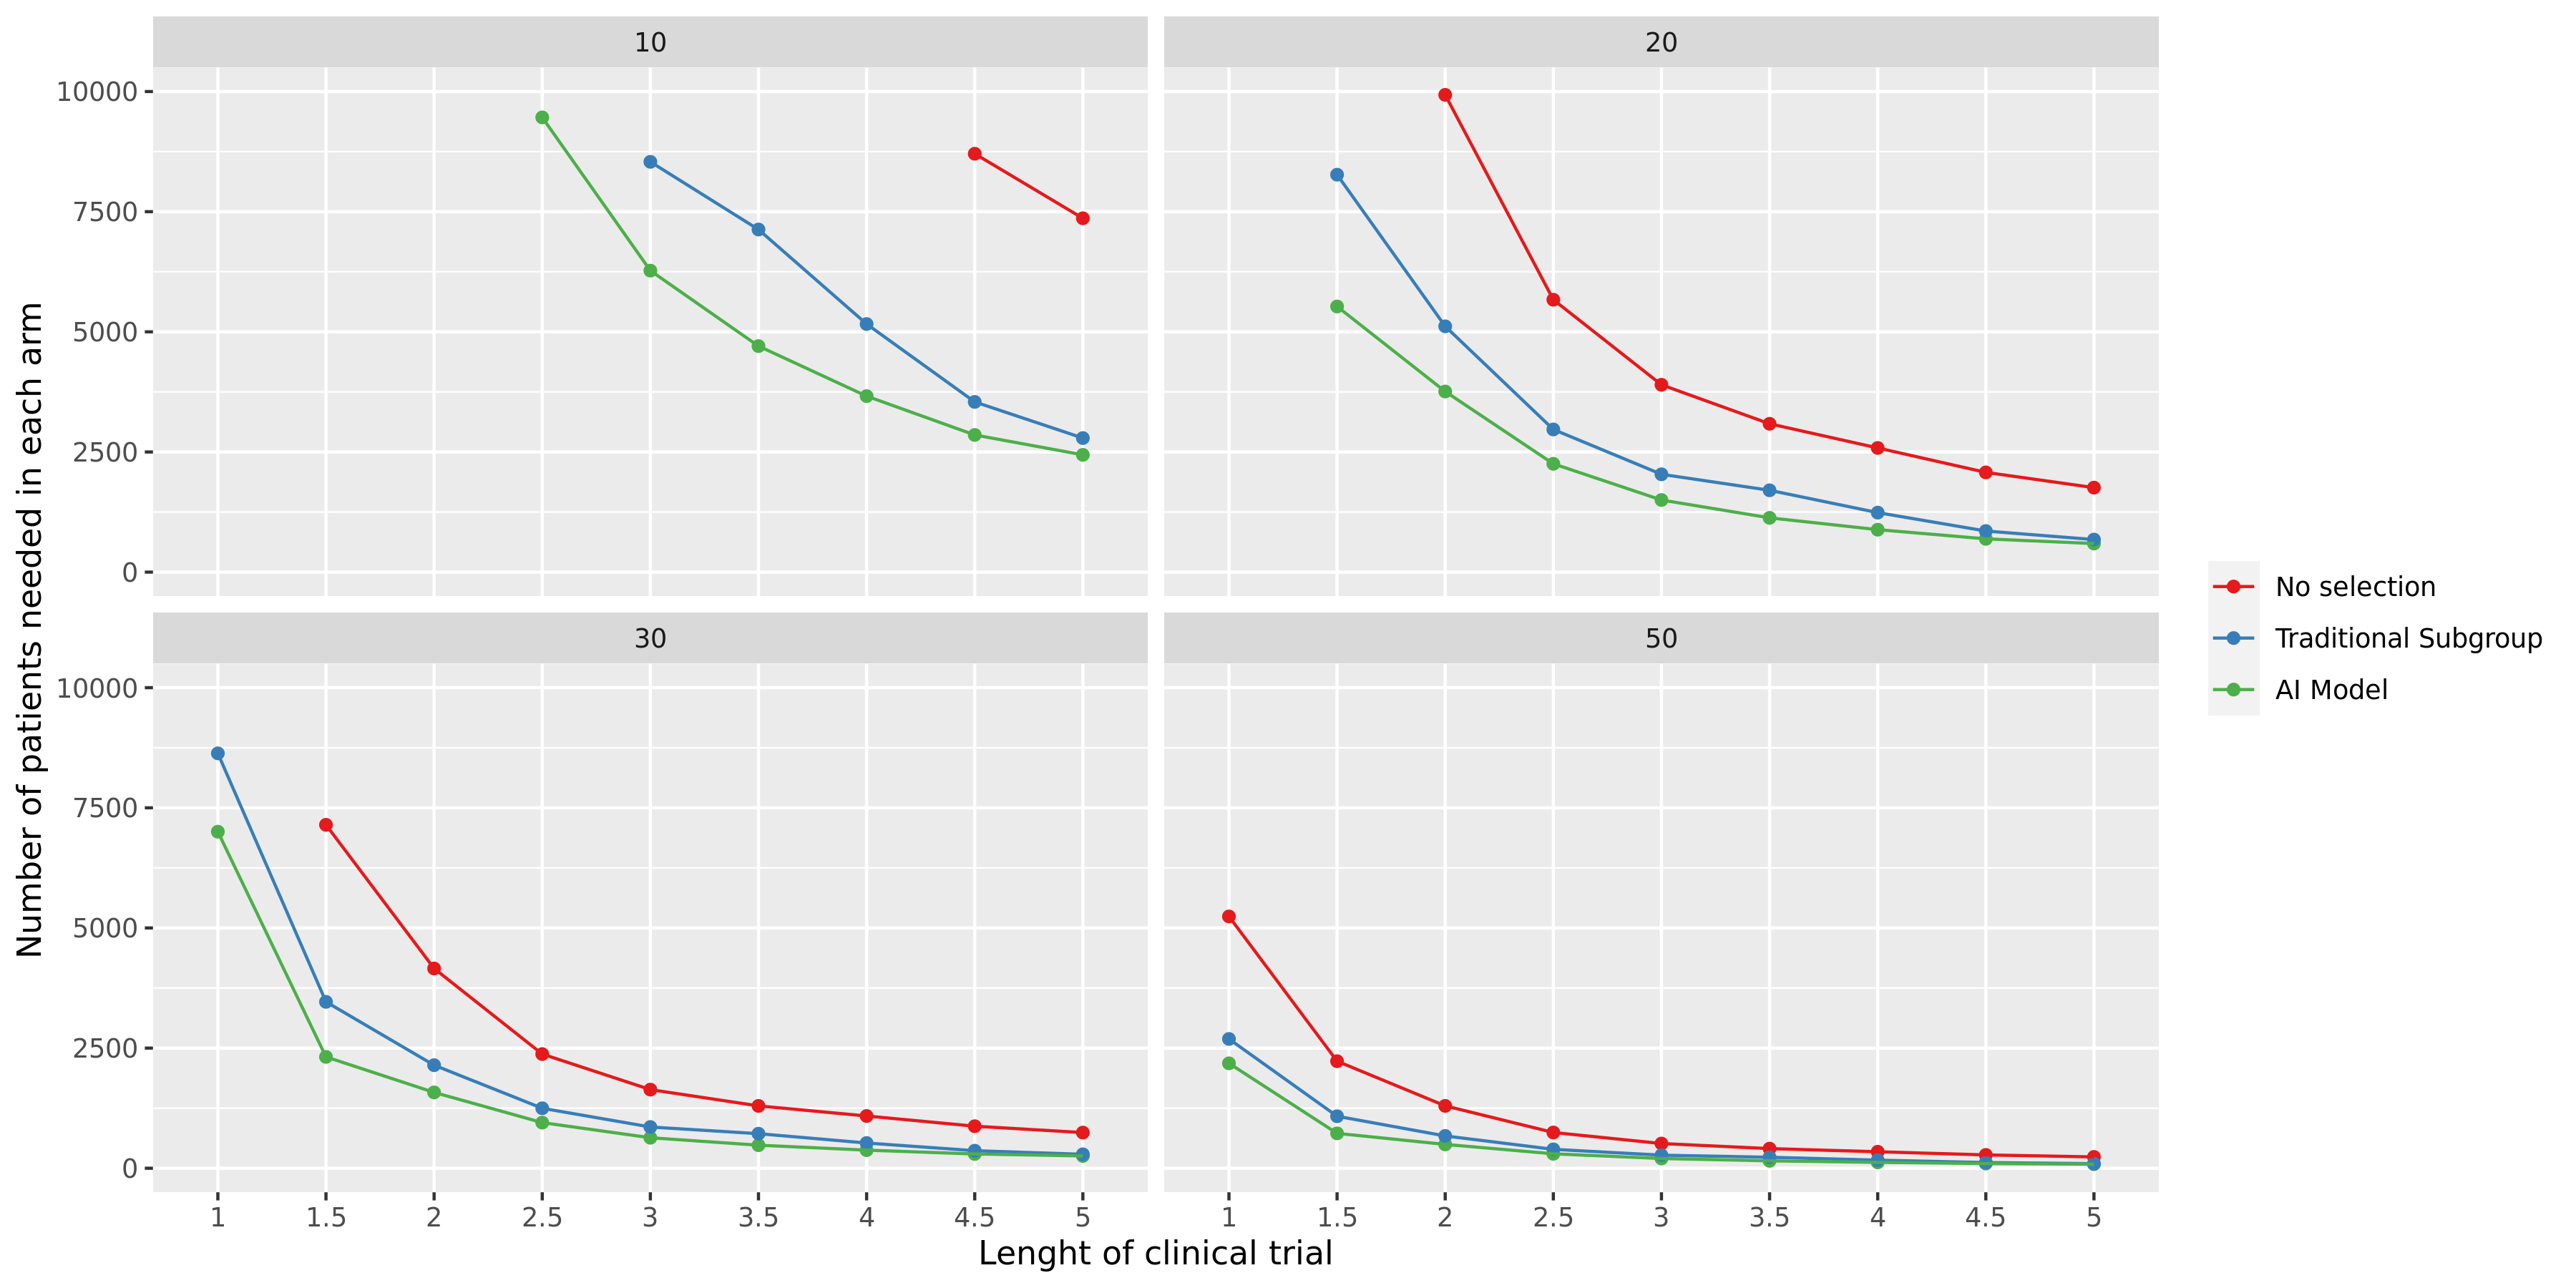 10
20
10000
7500
5000
2500
0
30
50
10000
7500
5000
2500
0
1 1.5 2 2.5 3 3.5 4 4.5 5
1 1.5 2 2.5 3 3.5 4 4.5 5
Lenght of clinical trial
Number of patients needed in each arm
No selection
Traditional Subgroup
AI Model